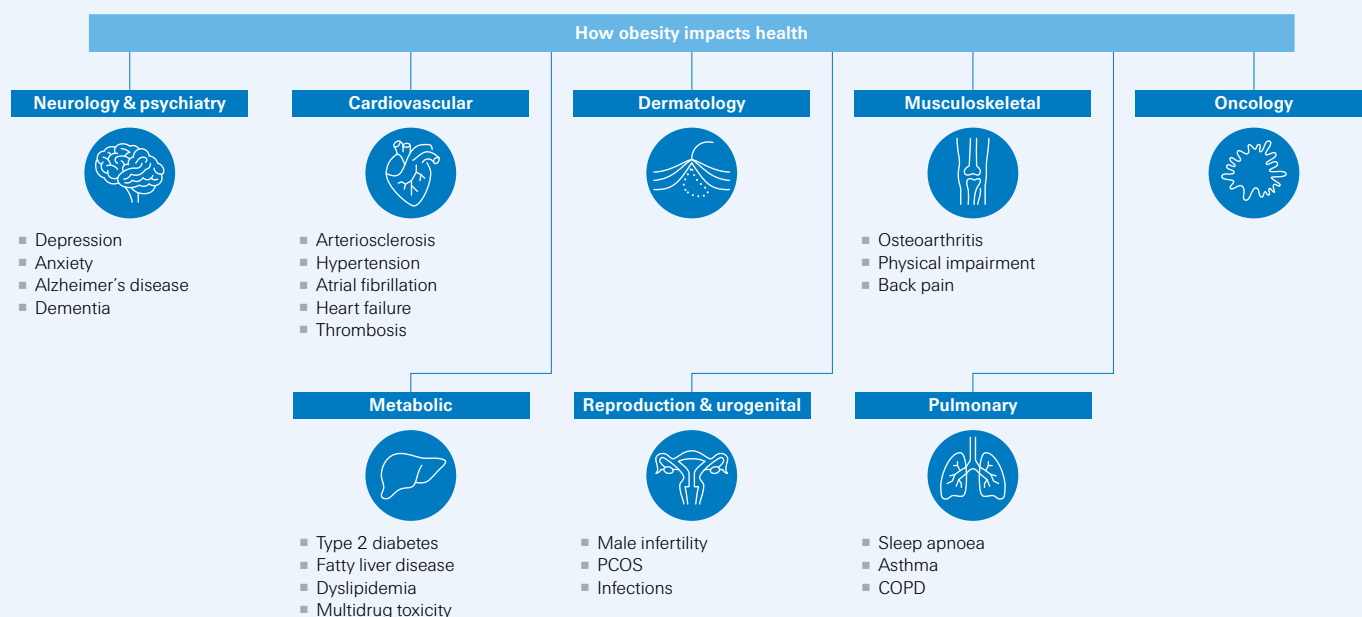 How obesity impacts health
Neurology & psychiatry
Depression
Anxiety
Alzheimer's disease
Dementia
Cardiovascular
Arteriosclerosis
Hypertension
Atrial fibrillation
Heart failure
Thrombosis
Dermatology
Musculoskeletal
Osteoarthritis
Physical impairment
Back pain
Oncology
Metabolic
Type 2 diabetes
Fatty liver disease
Dyslipidemia
Multidrug toxicity
Reproduction & urogenital
Male infertility
PCOS
Infections
Pulmonary
Sleep apnoea
Asthma
COPD